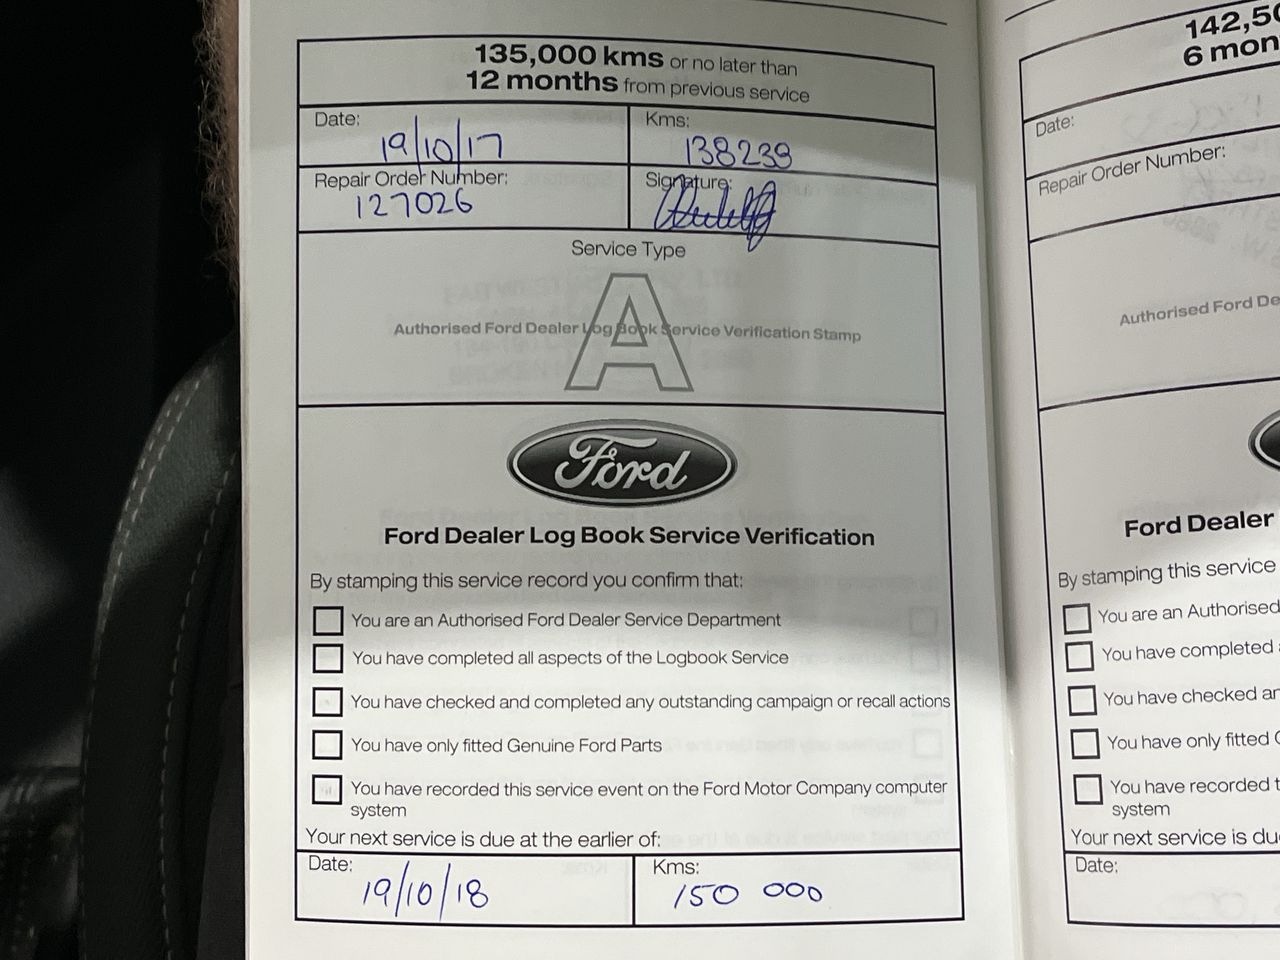 135,000 kms or no later than
12 months from previous service
Date:
19/10/17
Kms:
138239
Repair Order Number:
127026
Signature:
Service Type
A
Authorised Ford Dealer Log Book Service Verification Stamp
Ford
Ford Dealer Log Book Service Verification
By stamping this service record you confirm that:
You are an Authorised Ford Dealer Service Department
You have completed all aspects of the Logbook Service
You have checked and completed any outstanding campaign or recall actions
You have only fitted Genuine Ford Parts
You have recorded this service event on the Ford Motor Company computer
system
Your next service is due at the earlier of:
Date:
19/10/18
Kms:
150 000
142,50
6 mon
Date:
Repair Order Number:
Authorised Ford De
Ford Dealer
By stamping this service
You are an Authorised
You have completed
You have checked an
You have only fitted G
You have recorded t
system
Your next service is du
Date: